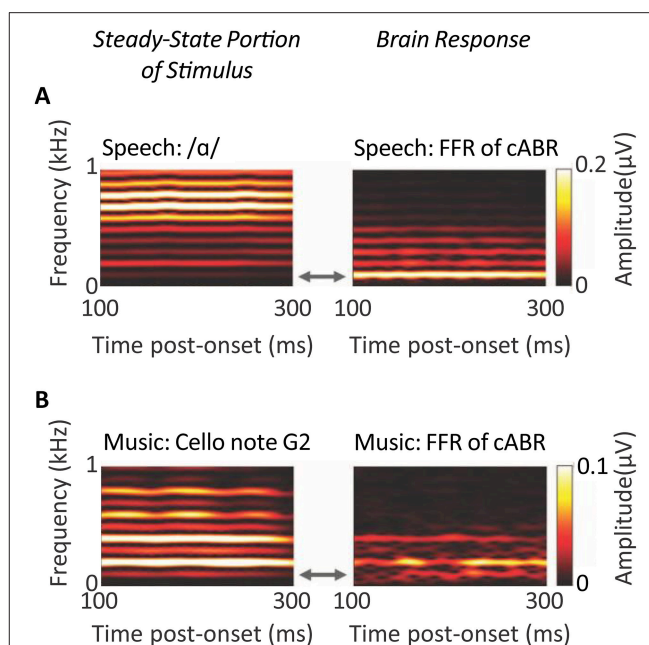 Steady-State Portion
of Stimulus
Brain Response
A
Speech: /ɑ/
Speech: FFR of cABR
Frequency (kHz)
1
0
100
300
Time post-onset (ms)
100
300
Time post-onset (ms)
0.2
0
Amplitude(µV)
B
Music: Cello note G2
Music: FFR of cABR
Frequency (kHz)
1
0
100
300
Time post-onset (ms)
100
300
Time post-onset (ms)
0.1
0
Amplitude(µV)